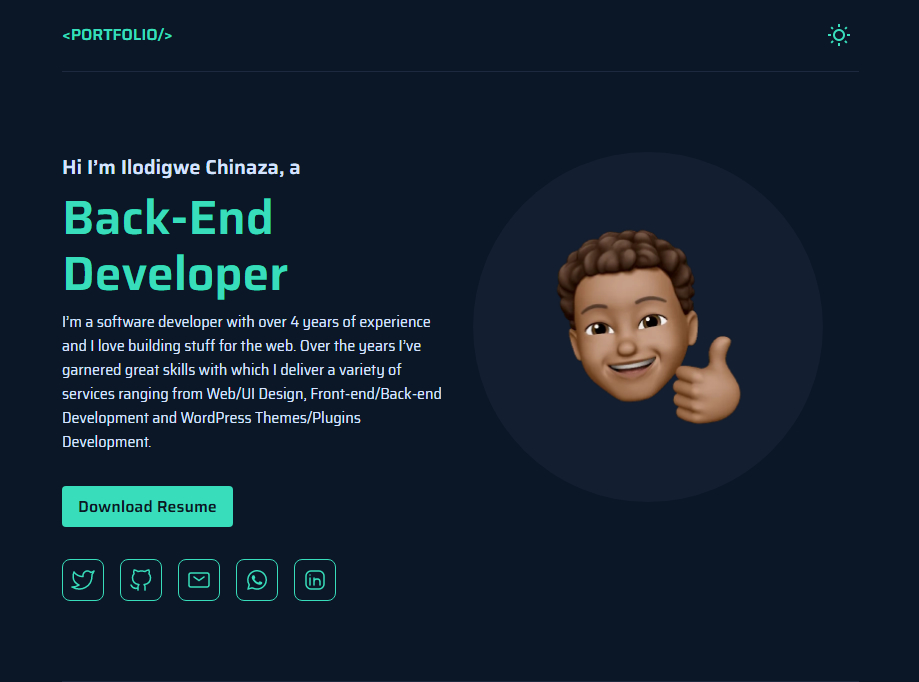 <PORTFOLIO/>
Hi I’m Ilodigwe Chinaza, a
Back-End
Developer
I’m a software developer with over 4 years of experience
and I love building stuff for the web. Over the years I’ve
garnered great skills with which I deliver a variety of
services ranging from Web/UI Design, Front-end/Back-end
Development and WordPress Themes/Plugins
Development.
Download Resume